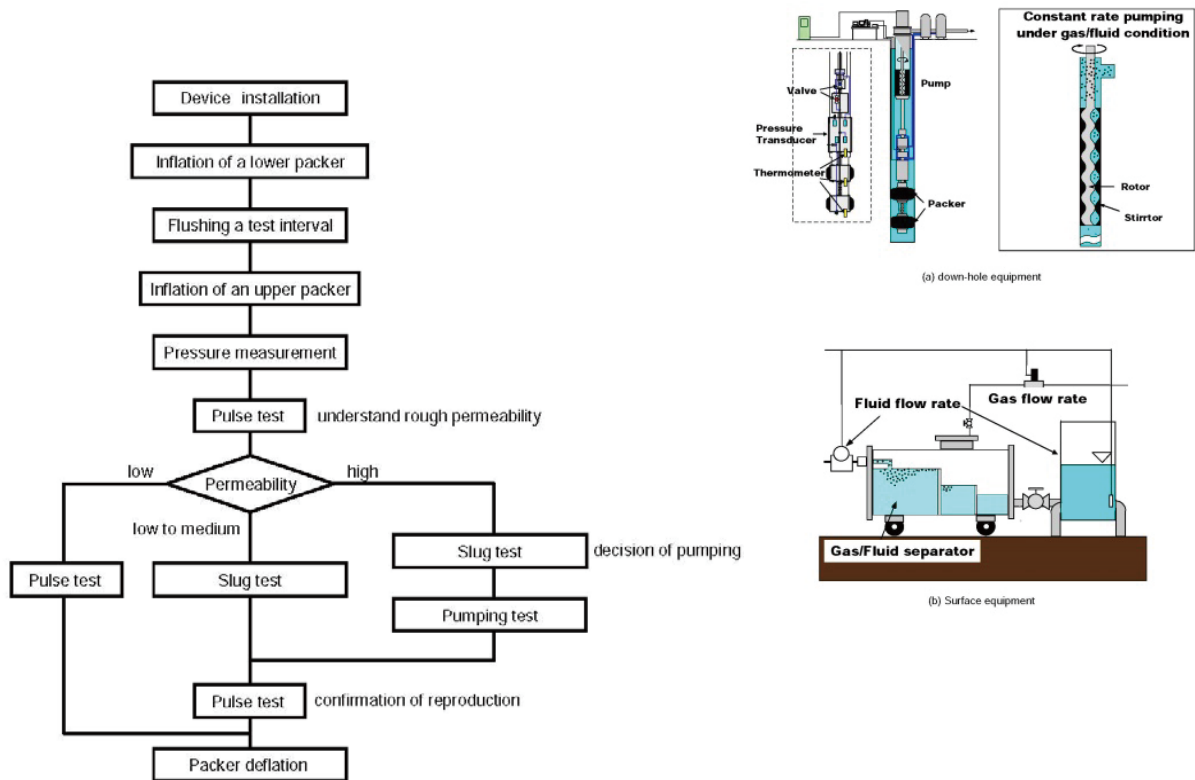 Device installation
Inflation of a lower packer
Flushing a test interval
Inflation of an upper packer
Pressure measurement
Pulse test
understand rough permeability
low
high
Permeability
low to medium
Slug test
decision of pumping
Pulse test
Slug test
Pumping test
Pulse test
confirmation of reproduction
Packer deflation
Valve
Pressure
Transducer
Thermometer
Pump
Packer
Constant rate pumping
under gas/fluid condition
Rotor
Stirrtor
(a) down-hole equipment
Fluid flow rate
Gas flow rate
Gas/Fluid separator
(b) Surface equipment